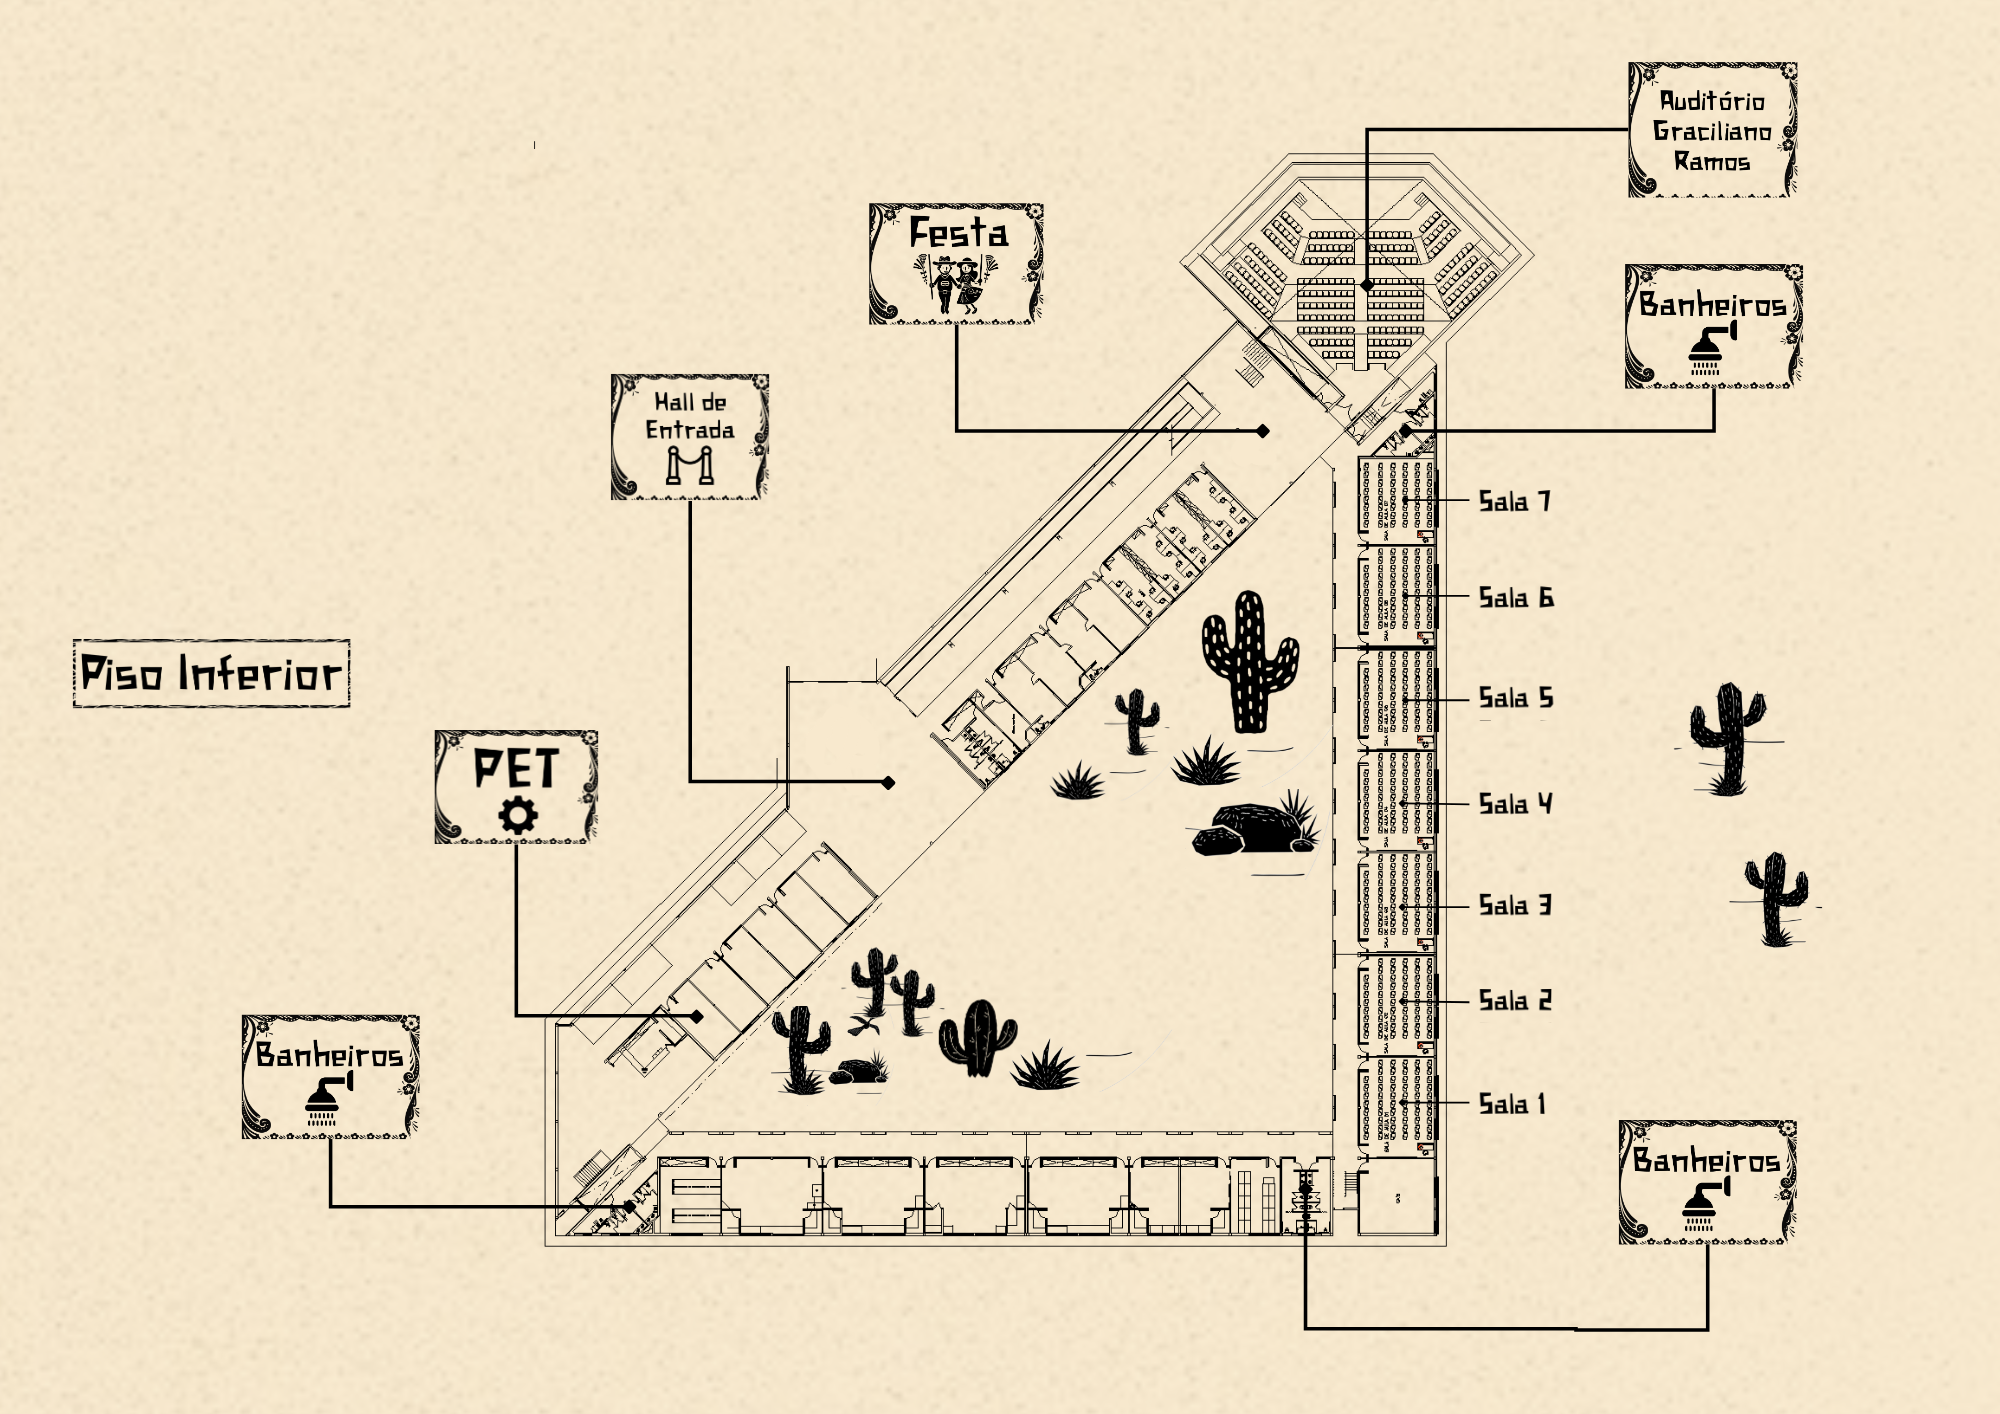 Auditório
Graciliano
Ramos
Festa
Banheiros
Hall de
Entrada
Sala 7
Sala 6
Piso Inferior
Sala 5
PET
Sala 4
Sala 3
Sala 2
Banheiros
Sala 1
Banheiros